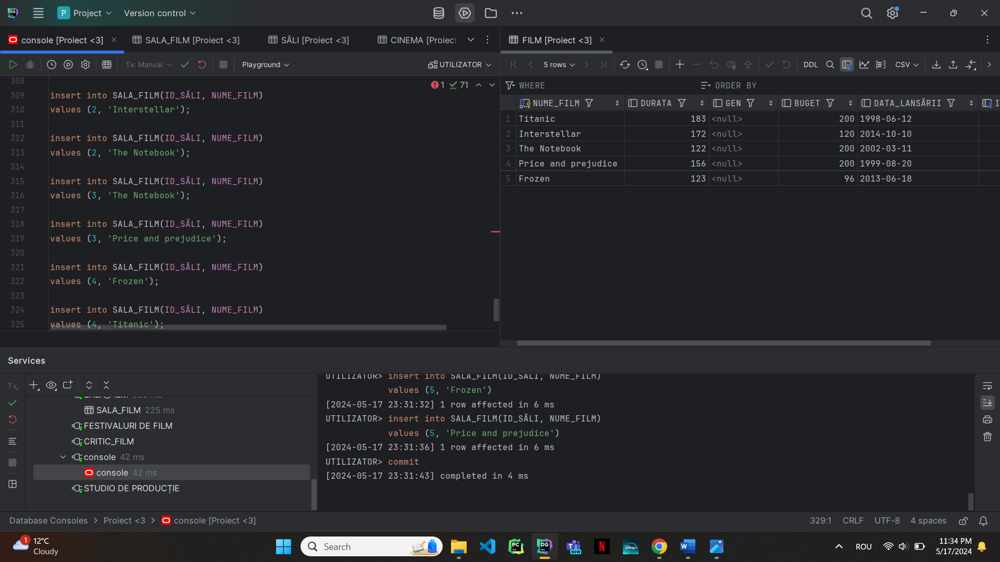 P Project Version control
console [Proiect <3] SALA_FILM [Proiect <3] SĂLI [Proiect <3] CINEMA [Proiect
FILM [Proiect <3]
Tx: Manual Playground UTILIZATOR
5 rows DDL CSV
WHERE ORDER BY
1 71
308
309 insert into SALA_FILM(ID_SĂLI, NUME_FILM)
310 values (2, 'Interstellar');
311
312 insert into SALA_FILM(ID_SĂLI, NUME_FILM)
313 values (2, 'The Notebook');
314
315 insert into SALA_FILM(ID_SĂLI, NUME_FILM)
316 values (3, 'The Notebook');
317
318 insert into SALA_FILM(ID_SĂLI, NUME_FILM)
319 values (3, 'Price and prejudice');
320
321 insert into SALA_FILM(ID_SĂLI, NUME_FILM)
322 values (4, 'Frozen');
323
324 insert into SALA_FILM(ID_SĂLI, NUME_FILM)
325 values (4, 'Titanic');
NUME_FILM DURATA GEN BUGET DATA_LANSĂRII I
1 Titanic 183 <null> 200 1998-06-12
2 Interstellar 172 <null> 120 2014-10-10
3 The Notebook 122 <null> 200 2002-03-11
4 Price and prejudice 156 <null> 200 1999-08-20
5 Frozen 123 <null> 96 2013-06-18
Services
Tx
SALA_FILM 225 ms
SALA_FILM 225 ms
FESTIVALURI DE FILM
CRITIC_FILM
console 42 ms
console 42 ms
STUDIO DE PRODUCȚIE
UTILIZATOR> insert into SALA_FILM(ID_SĂLI, NUME_FILM)
values (5, 'Frozen')
[2024-05-17 23:31:32] 1 row affected in 6 ms
UTILIZATOR> insert into SALA_FILM(ID_SĂLI, NUME_FILM)
values (5, 'Price and prejudice')
[2024-05-17 23:31:36] 1 row affected in 6 ms
UTILIZATOR> commit
[2024-05-17 23:31:43] completed in 4 ms
Database Consoles > Proiect <3 > console [Proiect <3]
329:1 CRLF UTF-8 4 spaces
1 12°C
Cloudy
Search
PC DG NEW N Disney+ W
ROU
11:34 PM
5/17/2024